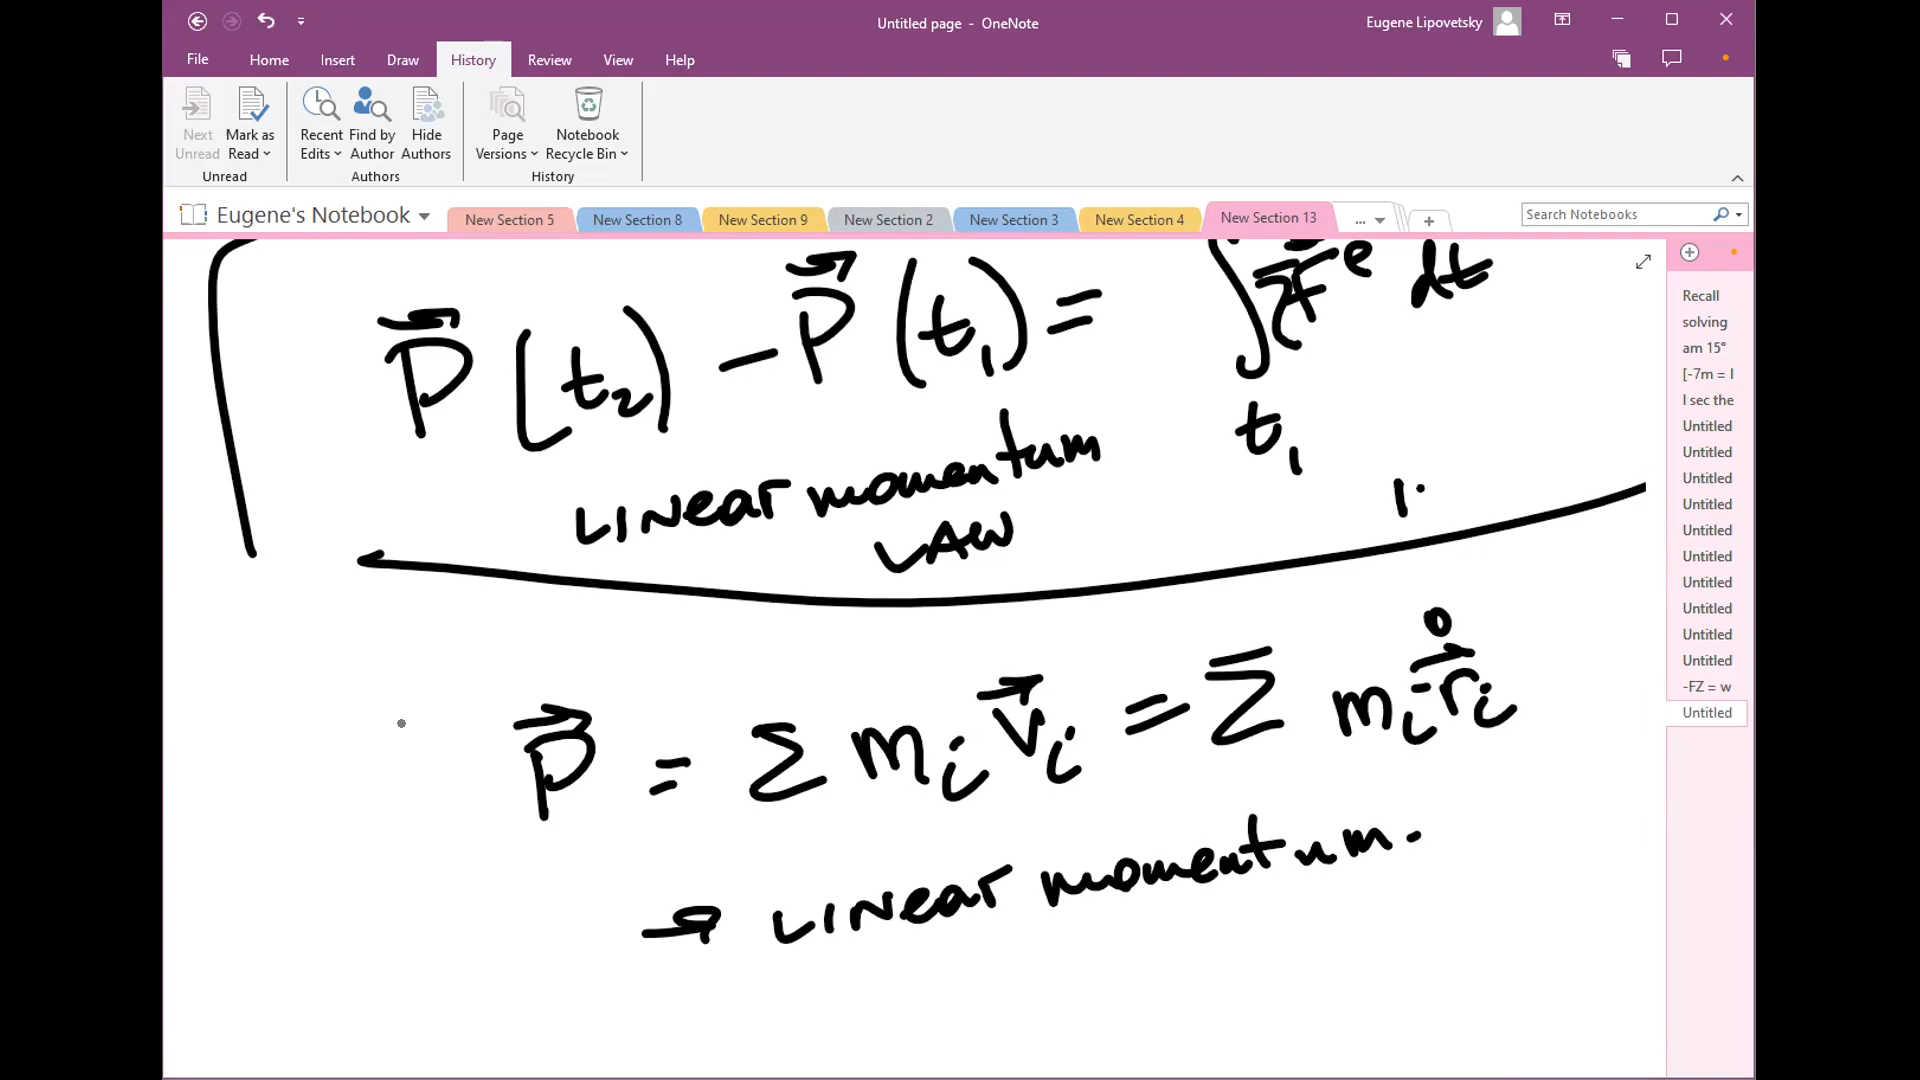 Untitled page - OneNote
Eugene Lipovetsky
File Home Insert Draw History Review View Help
Next Unread
Mark as Read
Unread
Recent Edits
Find by Author
Hide Authors
Authors
Page Versions
Notebook Recycle Bin
History
Eugene's Notebook
New Section 5
New Section 8
New Section 9
New Section 2
New Section 3
New Section 4
New Section 13
...
Search Notebooks
P⃗(t₂) - P⃗(t₁) = ∫ F⃗ᵉ dt
t₁
Linear momentum
LAW
1.
P⃗ = Σ mᵢ v⃗ᵢ = Σ mᵢ r⃗̇ᵢ
→ Linear momentum.
Recall
solving
am 15°
[-7m = I
I sec the
Untitled
Untitled
Untitled
Untitled
Untitled
Untitled
Untitled
Untitled
Untitled
Untitled
-FZ = w
Untitled